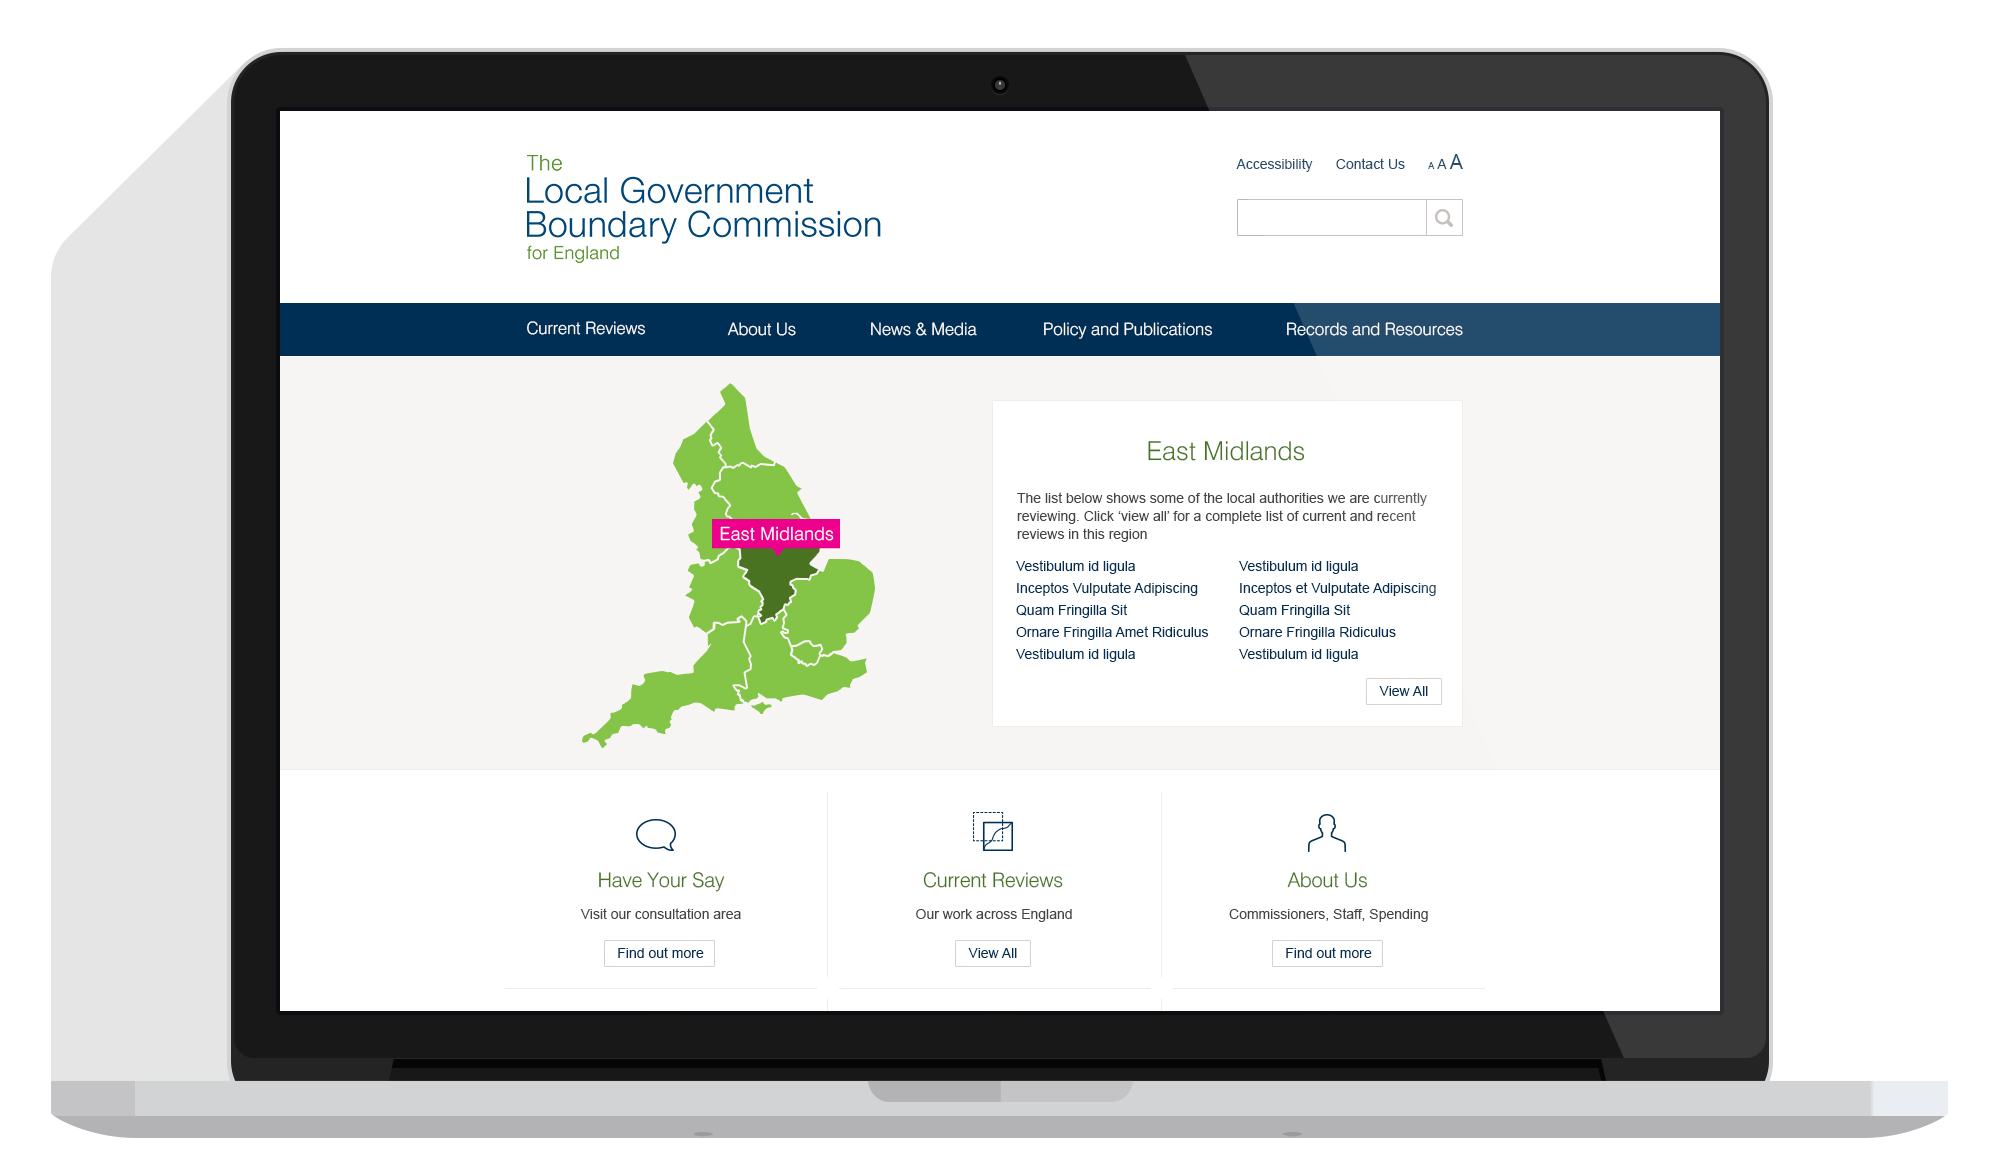 The
Local Government
Boundary Commission
for England
Accessibility Contact Us A A A
Current Reviews About Us News & Media Policy and Publications Records and Resources
East Midlands
East Midlands
The list below shows some of the local authorities we are currently
reviewing. Click ‘view all’ for a complete list of current and recent
reviews in this region
Vestibulum id ligula Vestibulum id ligula
Inceptos Vulputate Adipiscing Inceptos et Vulputate Adipiscing
Quam Fringilla Sit Quam Fringilla Sit
Ornare Fringilla Amet Ridiculus Ornare Fringilla Ridiculus
Vestibulum id ligula Vestibulum id ligula
View All
Have Your Say Current Reviews About Us
Visit our consultation area Our work across England Commissioners, Staff, Spending
Find out more View All Find out more